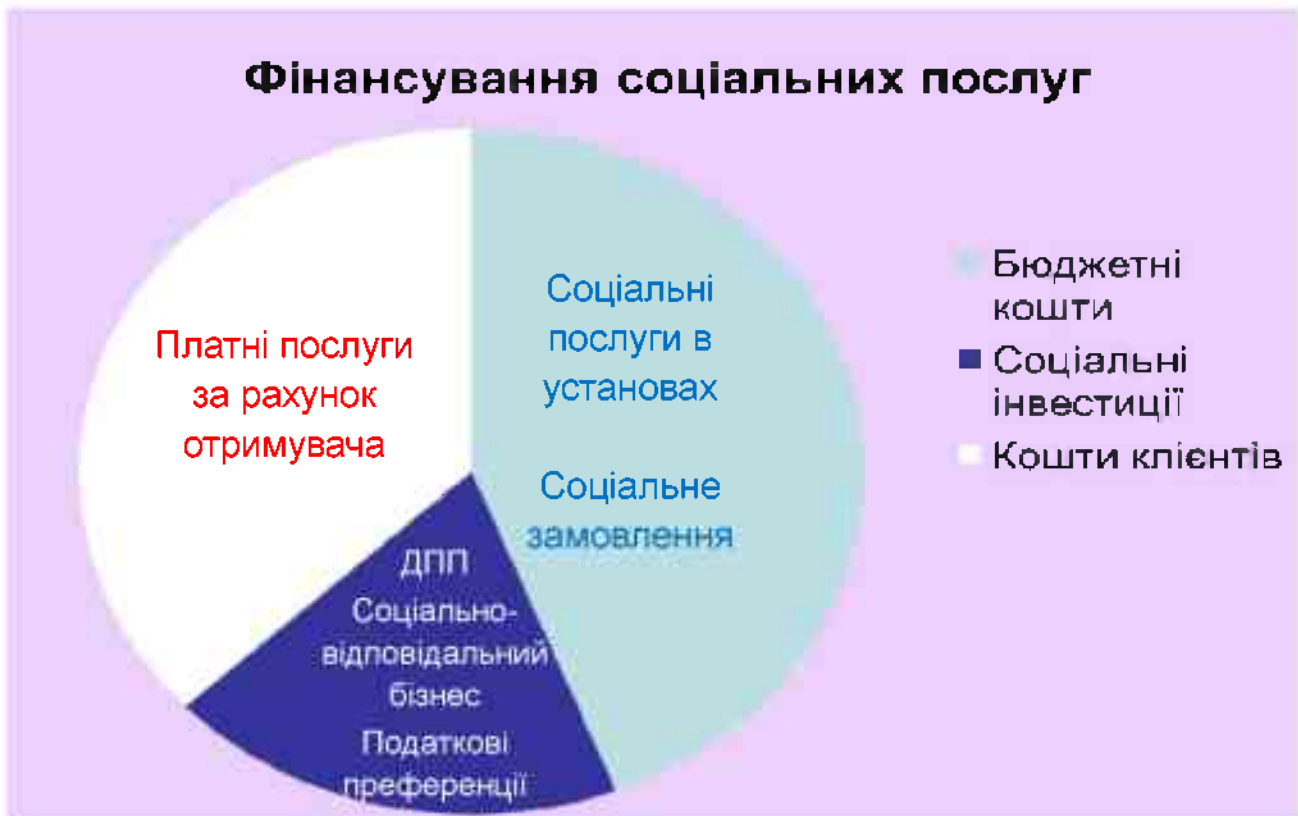 Фінансування соціальних послуг
Платні послуги
за рахунок
отримувача
Соціальні
послуги в
установах
Соціальне
замовлення
ДПП
Соціально-
відповідальний
бізнес
Податкові
преференції
Бюджетні
кошти
Соціальні
інвестиції
Кошти клієнтів